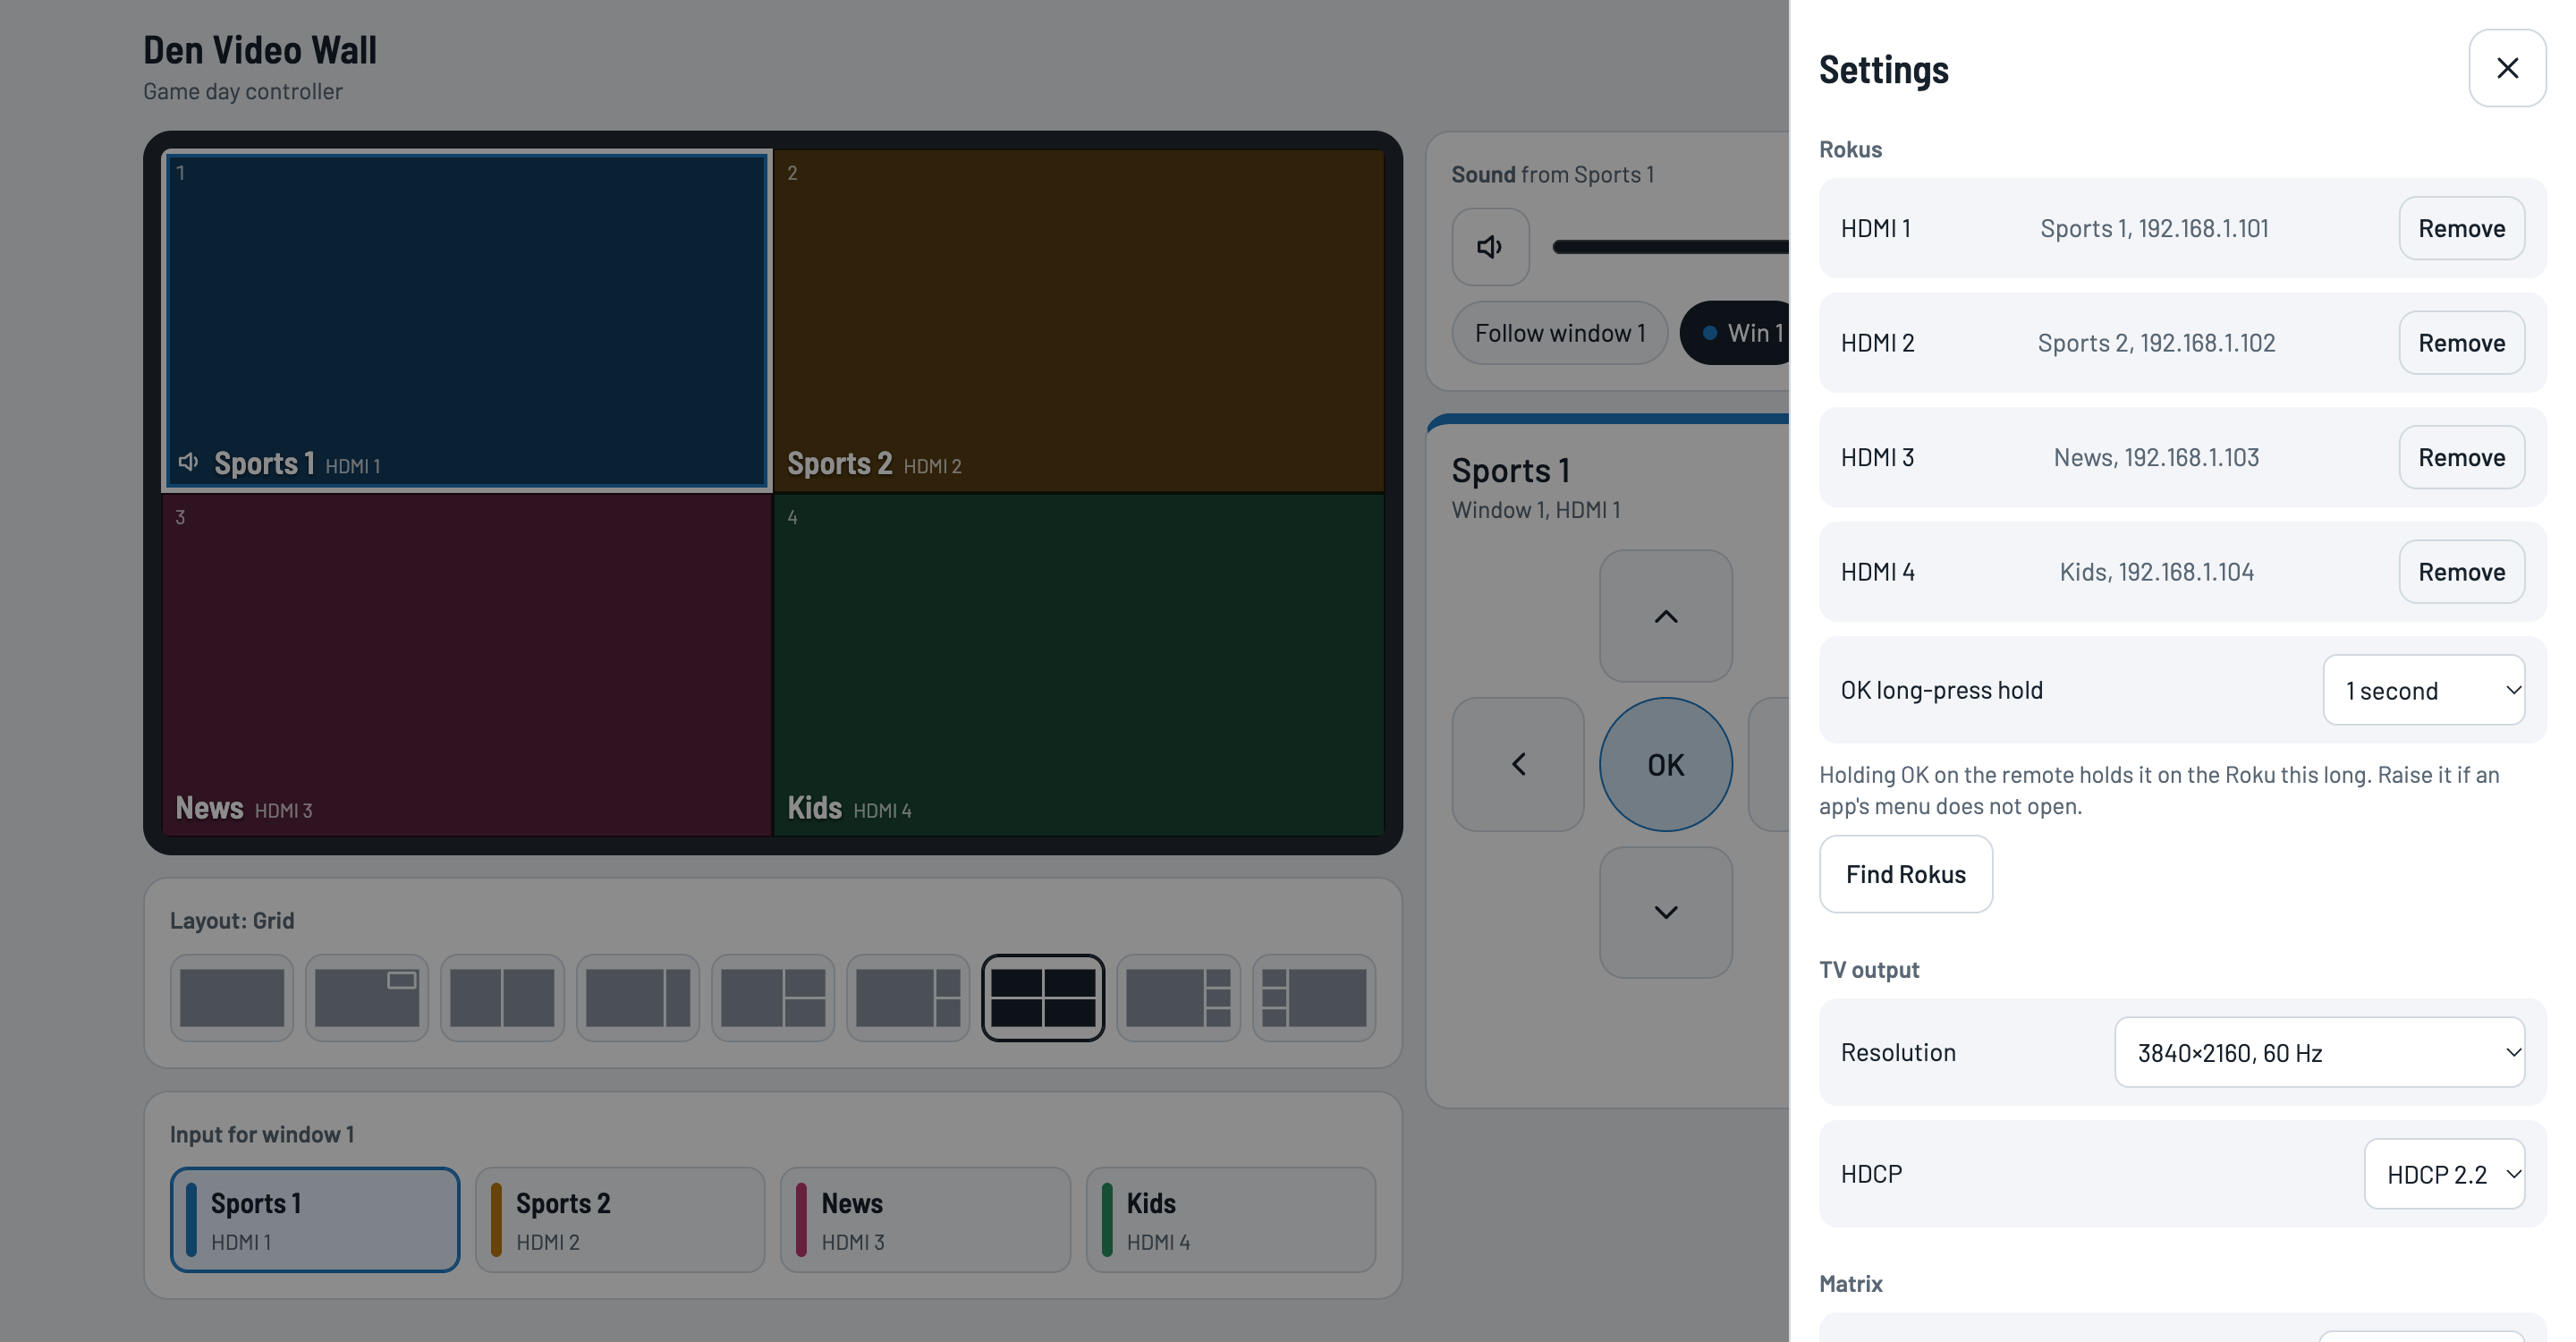 Den Video Wall
Game day controller
1
2
Sports 1 HDMI 1
Sports 2 HDMI 2
3
4
News HDMI 3
Kids HDMI 4
Layout: Grid
Input for window 1
Sports 1
HDMI 1
Sports 2
HDMI 2
News
HDMI 3
Kids
HDMI 4
Sound from Sports 1
Follow window 1
Win 1
Sports 1
Window 1, HDMI 1
OK
Settings
Rokus
HDMI 1 Sports 1, 192.168.1.101 Remove
HDMI 2 Sports 2, 192.168.1.102 Remove
HDMI 3 News, 192.168.1.103 Remove
HDMI 4 Kids, 192.168.1.104 Remove
OK long-press hold 1 second
Holding OK on the remote holds it on the Roku this long. Raise it if an
app's menu does not open.
Find Rokus
TV output
Resolution 3840×2160, 60 Hz
HDCP HDCP 2.2
Matrix